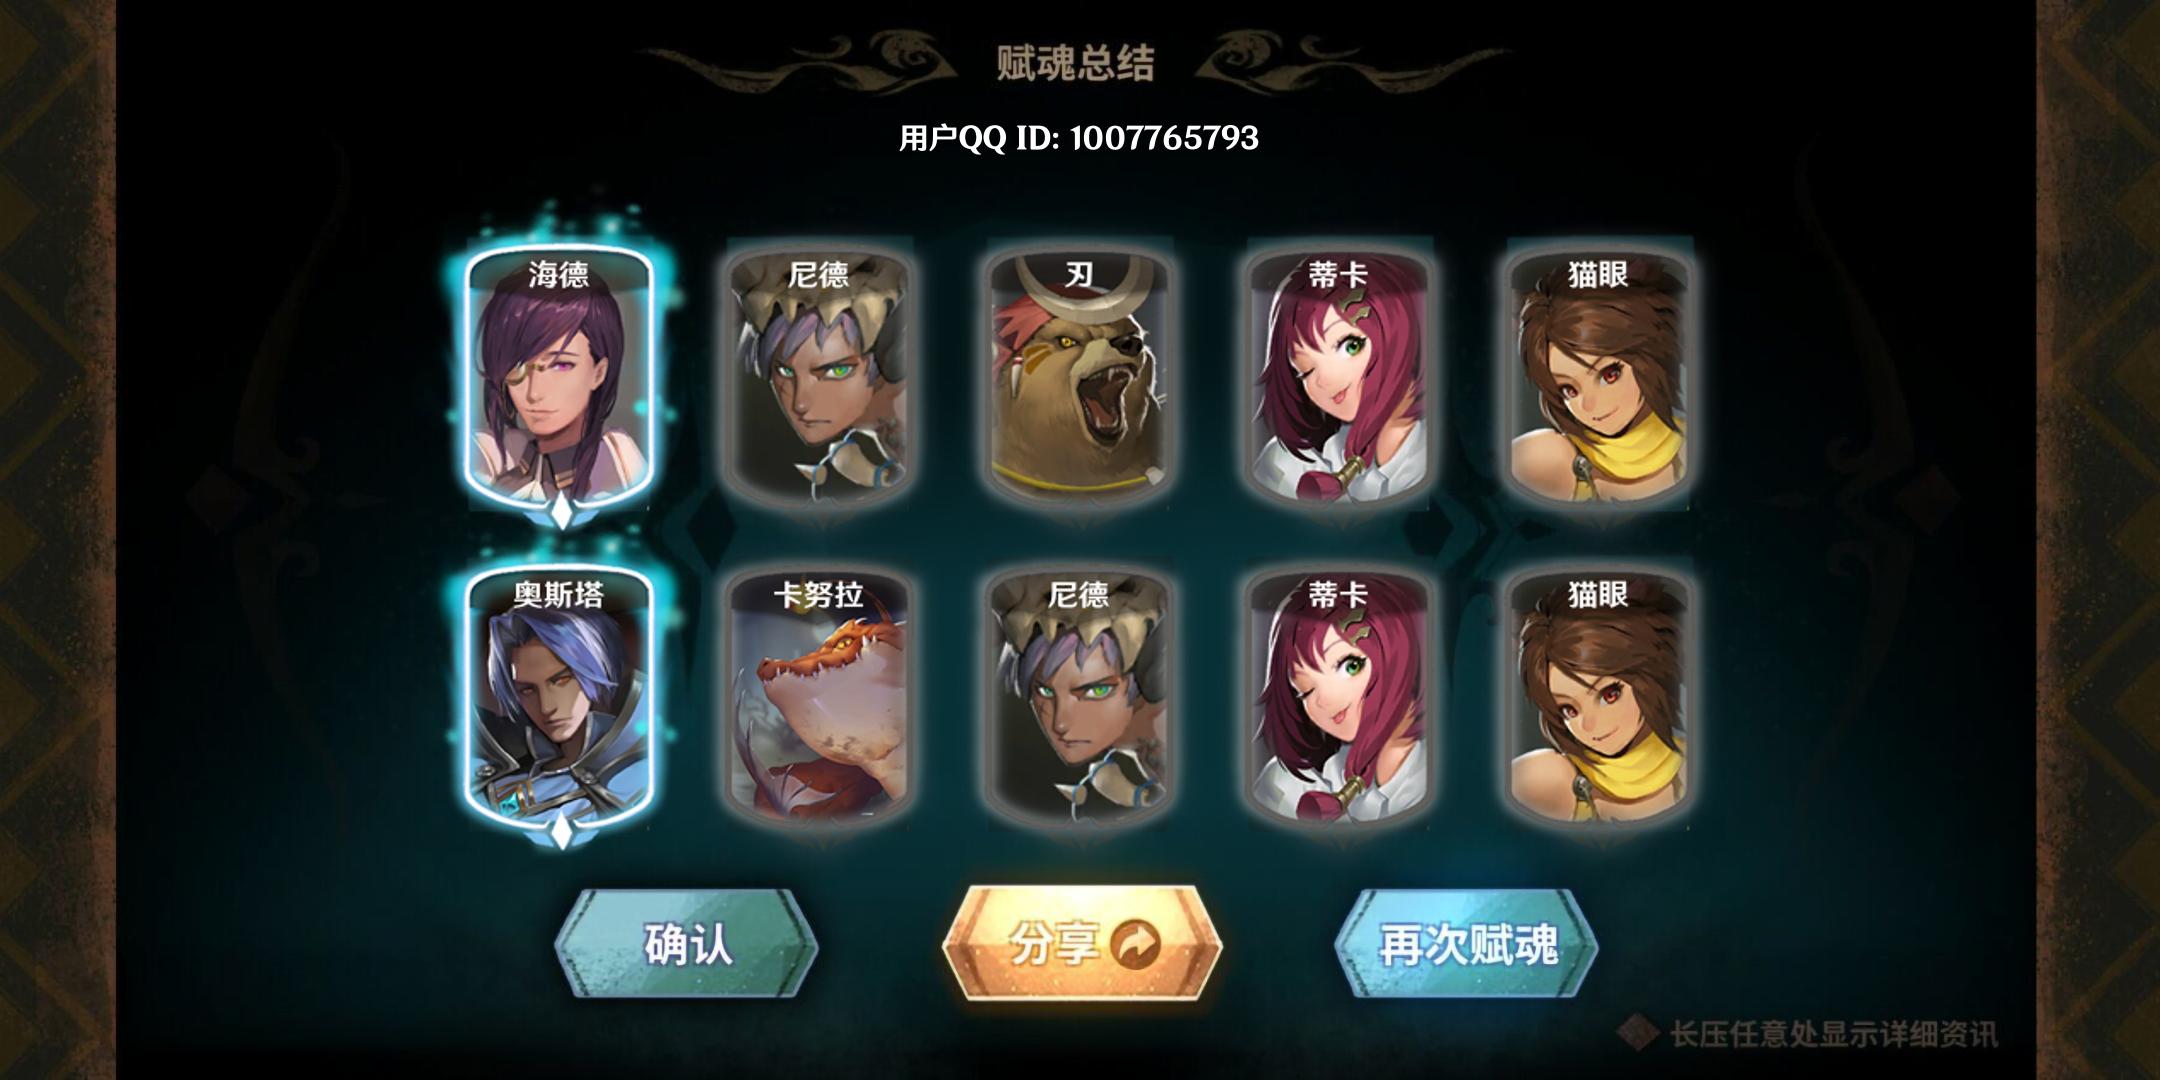 赋魂总结
用户QQ ID: 1007765793
海德
尼德
刃
蒂卡
猫眼
奥斯塔
卡努拉
尼德
蒂卡
猫眼
确认
分享
再次赋魂
长压任意处显示详细资讯